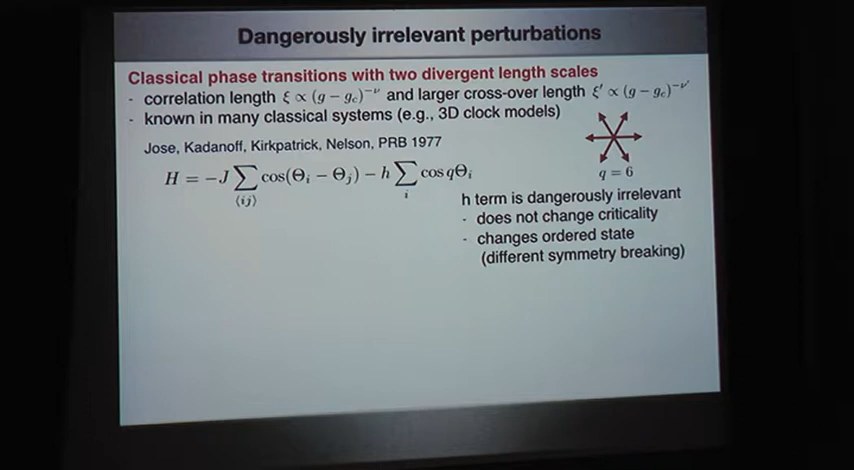 Dangerously irrelevant perturbations
Classical phase transitions with two divergent length scales
- correlation length ξ ∝ (g − g_c)^{−ν} and larger cross-over length ξ′ ∝ (g − g_c)^{−ν′}
- known in many classical systems (e.g., 3D clock models)
Jose, Kadanoff, Kirkpatrick, Nelson, PRB 1977
H = −J ∑_{⟨ij⟩} cos(Θ_i − Θ_j) − h ∑_i cos qΘ_i
q = 6
h term is dangerously irrelevant
- does not change criticality
- changes ordered state
(different symmetry breaking)